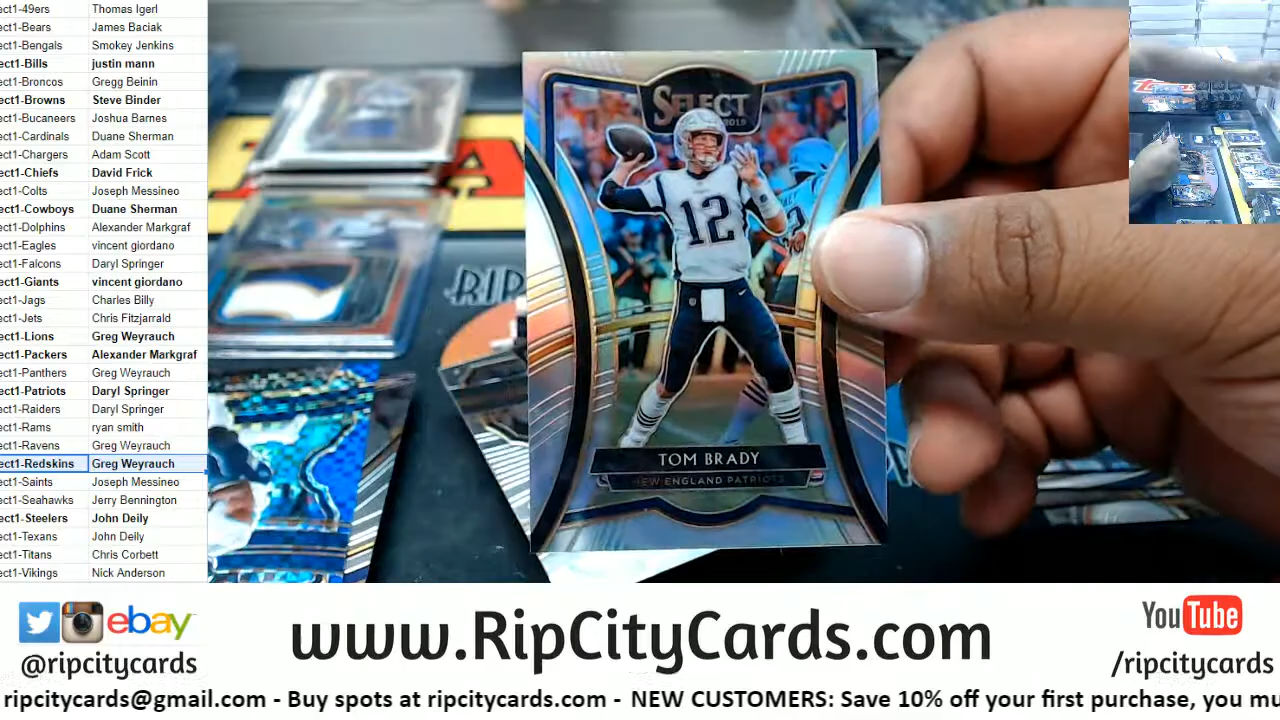 ect1-49ers Thomas Igerl
ect1-Bears James Baciak
ect1-Bengals Smokey Jenkins
ect1-Bills justin mann
ect1-Broncos Gregg Beinin
ect1-Browns Steve Binder
ect1-Bucaneers Joshua Barnes
ect1-Cardinals Duane Sherman
ect1-Chargers Adam Scott
ect1-Chiefs David Frick
ect1-Colts Joseph Messineo
ect1-Cowboys Duane Sherman
ect1-Dolphins Alexander Markgraf
ect1-Eagles vincent giordano
ect1-Falcons Daryl Springer
ect1-Giants vincent giordano
ect1-Jags Charles Billy
ect1-Jets Chris Fitzjarrald
ect1-Lions Greg Weyrauch
ect1-Packers Alexander Markgraf
ect1-Panthers Greg Weyrauch
ect1-Patriots Daryl Springer
ect1-Raiders Daryl Springer
ect1-Rams ryan smith
ect1-Ravens Greg Weyrauch
ect1-Redskins Greg Weyrauch
ect1-Saints Joseph Messineo
ect1-Seahawks Jerry Bennington
ect1-Steelers John Deily
ect1-Texans John Deily
ect1-Titans Chris Corbett
ect1-Vikings Nick Anderson
SELECT
2019
12
TOM BRADY
NEW ENGLAND PATRIOTS
RIP
ebay
@ripcitycards
www.RipCityCards.com
YouTube
/ripcitycards
ripcitycards@gmail.com - Buy spots at ripcitycards.com - NEW CUSTOMERS: Save 10% off your first purchase, you mu